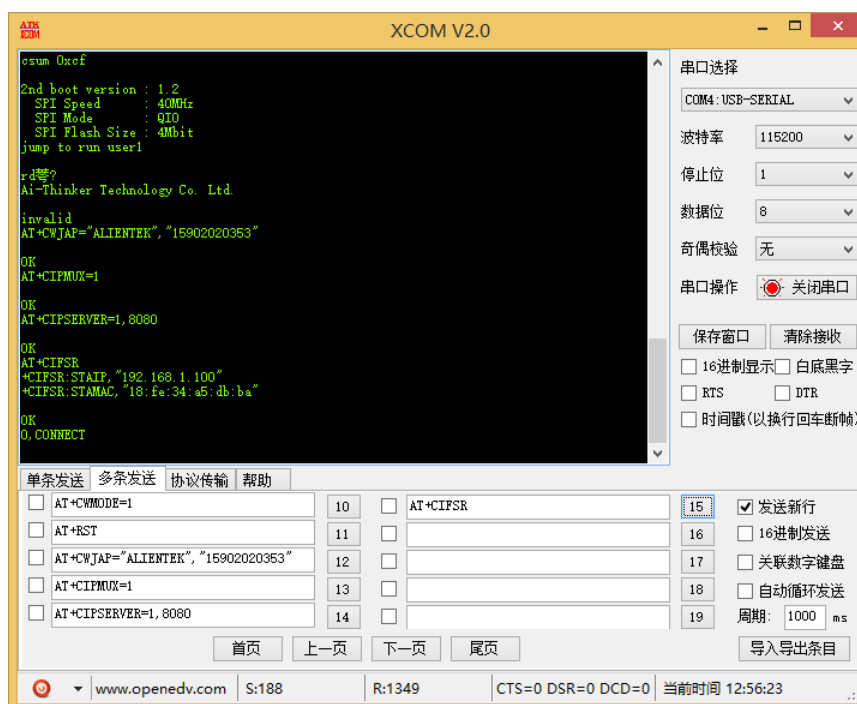 ATK
XCOM
XCOM V2.0
csum 0xcf
2nd boot version : 1.2
SPI Speed : 40MHz
SPI Mode : QIO
SPI Flash Size : 4Mbit
jump to run user1
Ai-Thinker Technology Co. Ltd.
invalid
AT+CWJAP="ALIENTEK","15902020353"
OK
AT+CIPMUX=1
OK
AT+CIPSERVER=1,8080
OK
AT+CIFSR
+CIFSR:STAIP,"192.168.1.100"
+CIFSR:STAMAC,"18:fe:34:a5:db:ba"
OK
0,CONNECT
串口选择
COM4:USB-SERIAL
波特率 115200
停止位 1
数据位 8
奇偶校验 无
串口操作 关闭串口
保存窗口 清除接收
16进制显示 白底黑字
RTS DTR
时间戳(以换行回车断帧)
单条发送 多条发送 协议传输 帮助
AT+CWMODE=1 10 AT+CIFSR 15 发送新行
AT+RST 11 16 16进制发送
AT+CWJAP="ALIENTEK","15902020353" 12 17 关联数字键盘
AT+CIPMUX=1 13 18 自动循环发送
AT+CIPSERVER=1,8080 14 19 周期: 1000 ms
首页 上一页 下一页 尾页 导入导出条目
www.openedv.com S:188 R:1349 CTS=0 DSR=0 DCD=0 当前时间 12:56:23